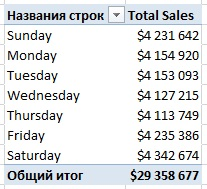 Названия строк Total Sales
Sunday $4 231 642
Monday $4 154 920
Tuesday $4 153 093
Wednesday $4 127 215
Thursday $4 113 749
Friday $4 235 386
Saturday $4 342 674
Общий итог $29 358 677